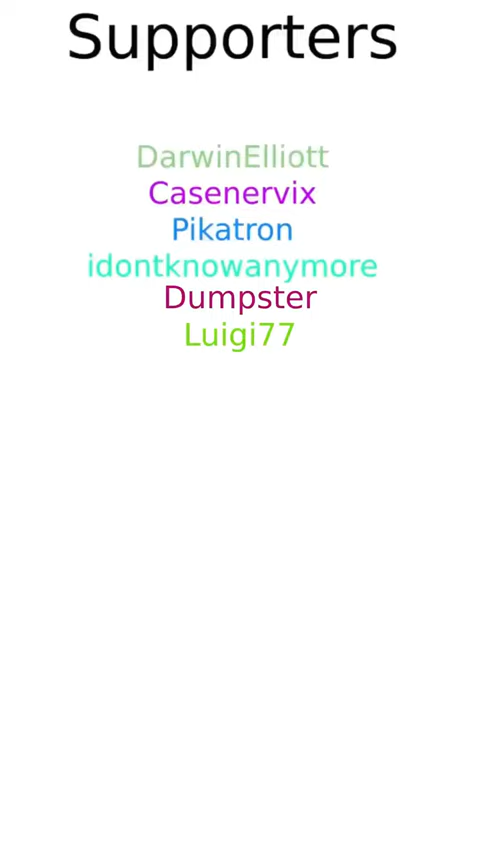 Supporters
DarwinElliott
Casenervix
Pikatron
idontknowanymore
Dumpster
Luigi77